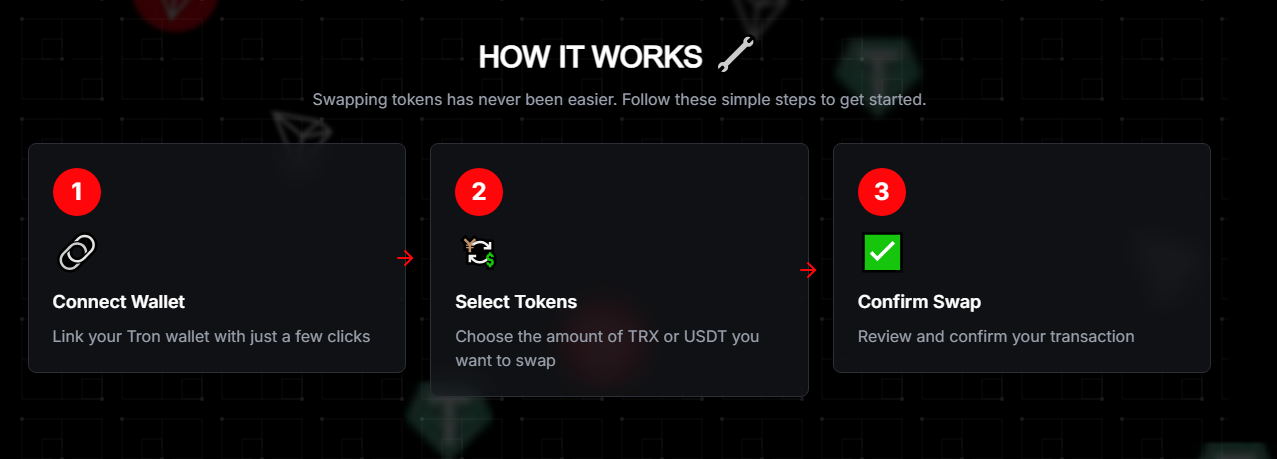 HOW IT WORKS
Swapping tokens has never been easier. Follow these simple steps to get started.
1
Connect Wallet
Link your Tron wallet with just a few clicks
2
Select Tokens
Choose the amount of TRX or USDT you
want to swap
3
Confirm Swap
Review and confirm your transaction